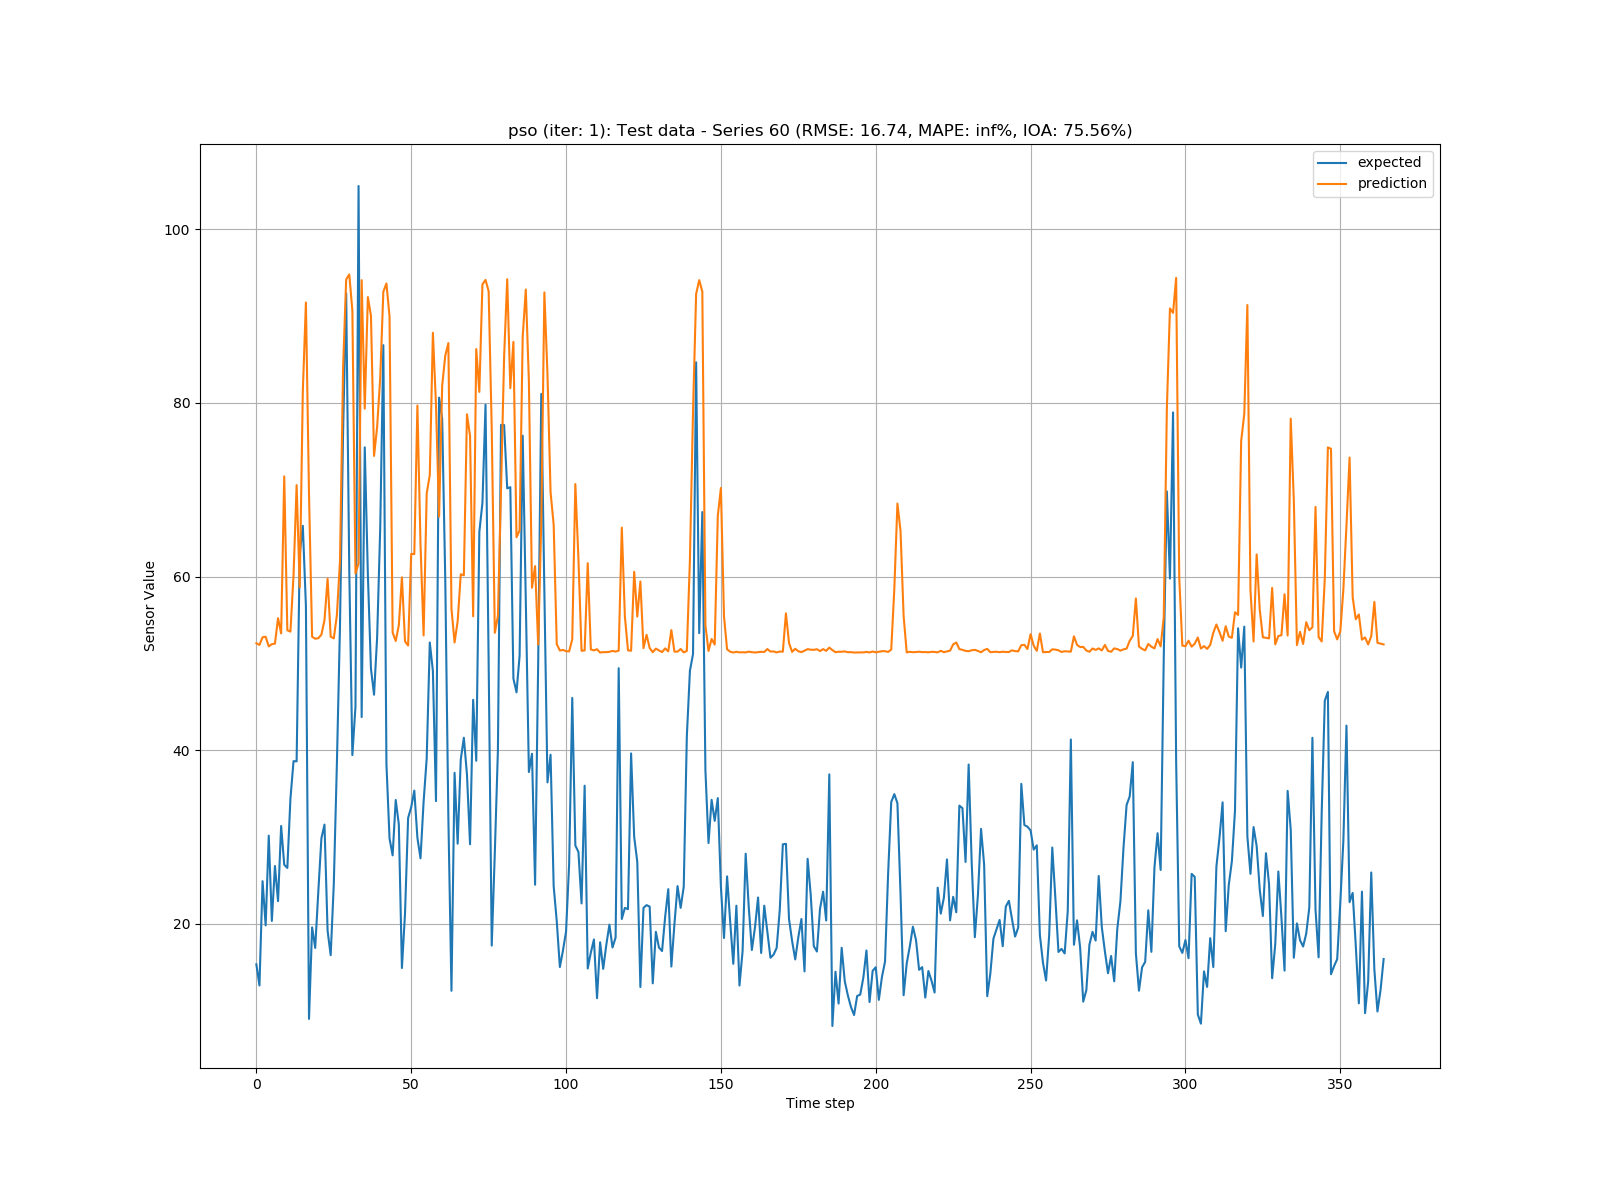 pso (iter: 1): Test data - Series 60 (RMSE: 16.74, MAPE: inf%, IOA: 75.56%)
expected
prediction
Sensor Value
100
80
60
40
20
0 50 100 150 200 250 300 350
Time step